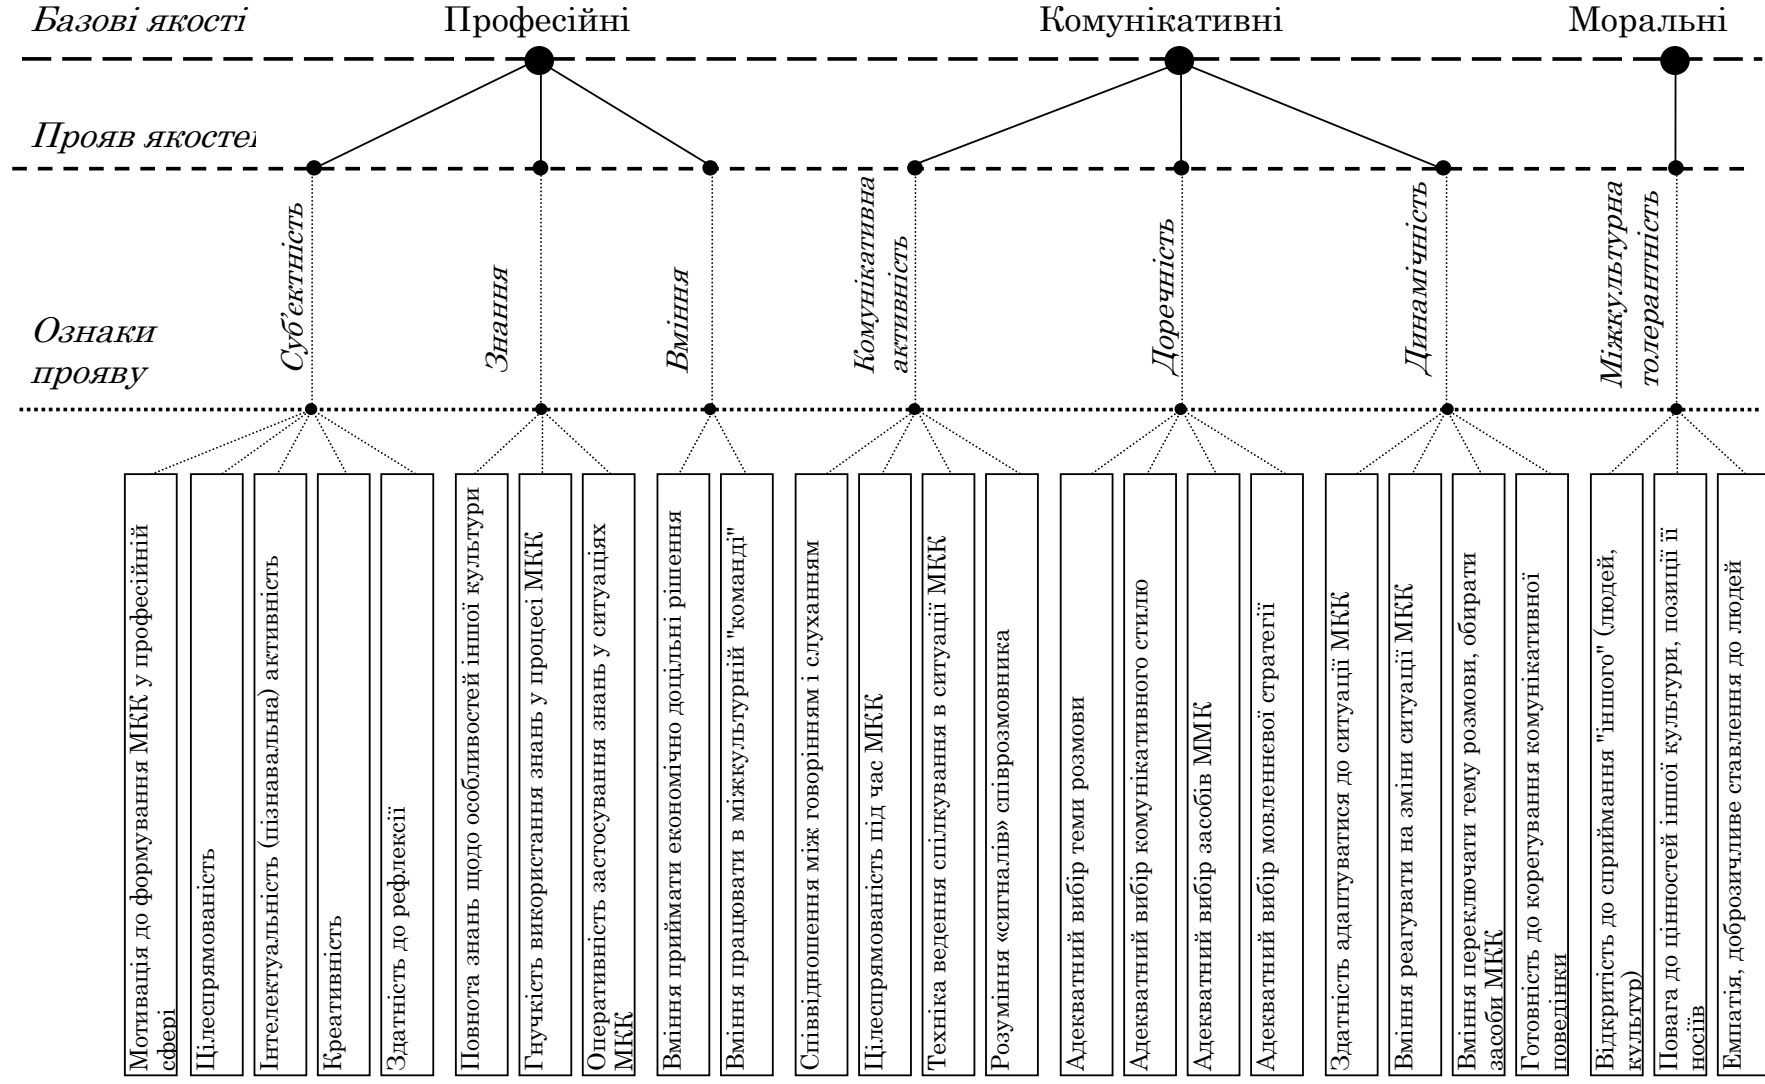 Базові якості
Професійні
Комунікативні
Моральні
Прояв якостей
Суб'єктність
Знання
Вміння
Комунікативна
активність
Доречність
Динамічність
Міжкультурна
толерантність
Ознаки
прояву
Мотивація до формування МКК у професійній
сфері
Цілеспрямованість
Інтелектуальність (пізнавальна) активність
Креативність
Здатність до рефлексії
Повнота знань щодо особливостей іншої культури
Гнучкість використання знань у процесі МКК
Оперативність застосування знань у ситуаціях
МКК
Вміння приймати економічно доцільні рішення
Вміння працювати в міжкультурній "команді"
Співвідношення між говорінням і слуханням
Цілеспрямованість під час МКК
Техніка ведення спілкування в ситуації МКК
Розуміння «сигналів» співрозмовника
Адекватний вибір теми розмови
Адекватний вибір комунікативного стилю
Адекватний вибір засобів ММК
Адекватний вибір мовленнєвої стратегії
Здатність адаптуватися до ситуації МКК
Вміння реагувати на зміни ситуації МКК
Вміння переключати тему розмови, обирати
засоби МКК
Готовність до корегування комунікативної
поведінки
Відкритість до сприймання "іншого" (людей,
культур)
Повага до цінностей іншої культури, позиції її
носіїв
Емпатія, доброзичливе ставлення до людей